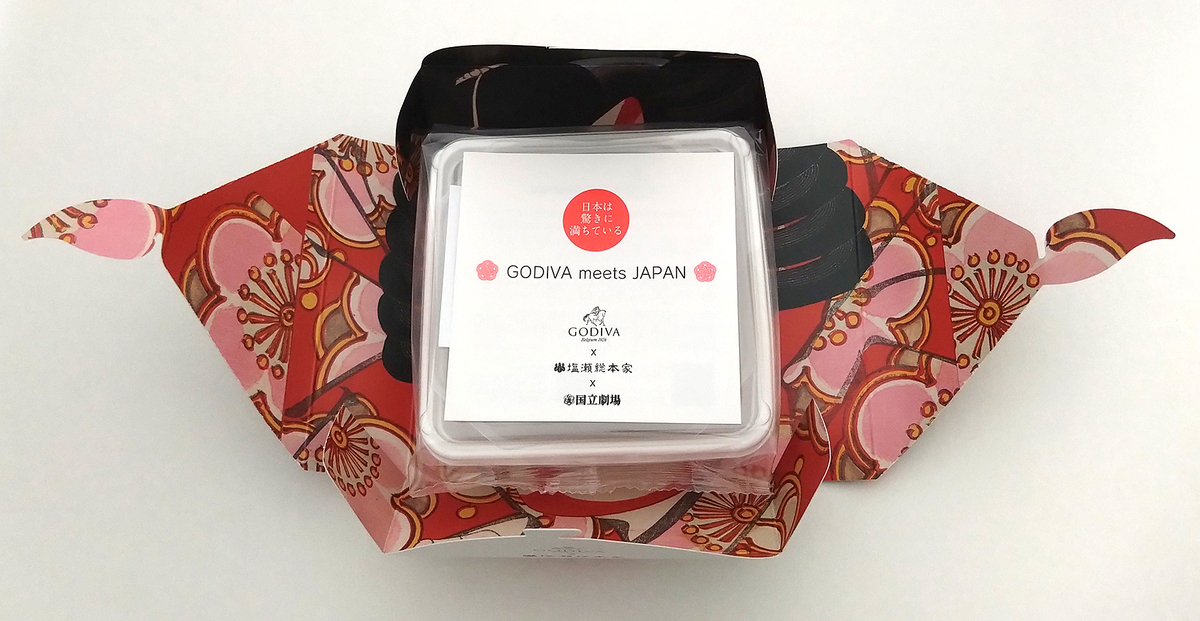 日本は
驚きに
満ちている
GODIVA meets JAPAN
GODIVA
Belgium 1926
x
塩瀬総本家
x
国立劇場